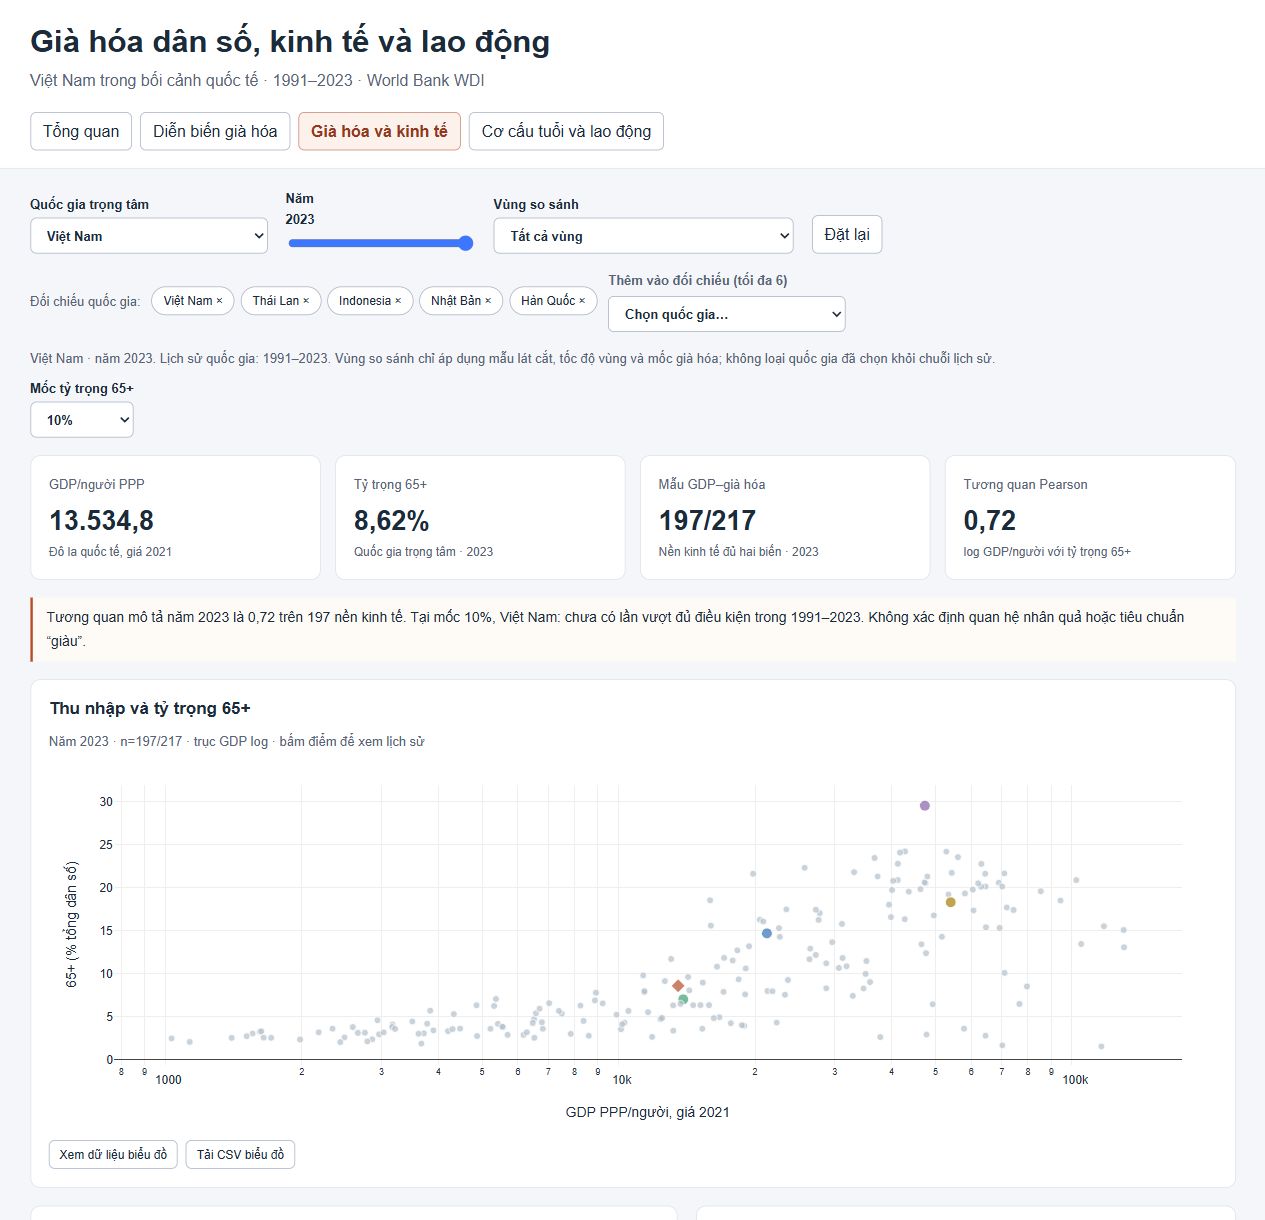 Già hóa dân số, kinh tế và lao động
Việt Nam trong bối cảnh quốc tế · 1991–2023 · World Bank WDI
Tổng quan
Diễn biến già hóa
Già hóa và kinh tế
Cơ cấu tuổi và lao động
Quốc gia trọng tâm
Việt Nam
Năm
2023
Vùng so sánh
Tất cả vùng
Đặt lại
Đối chiếu quốc gia:
Việt Nam ×
Thái Lan ×
Indonesia ×
Nhật Bản ×
Hàn Quốc ×
Thêm vào đối chiếu (tối đa 6)
Chọn quốc gia...
Việt Nam · năm 2023. Lịch sử quốc gia: 1991–2023. Vùng so sánh chỉ áp dụng mẫu lát cắt, tốc độ vùng và mốc già hóa; không loại quốc gia đã chọn khỏi chuỗi lịch sử.
Mốc tỷ trọng 65+
10%
GDP/người PPP
13.534,8
Đô la quốc tế, giá 2021
Tỷ trọng 65+
8,62%
Quốc gia trọng tâm · 2023
Mẫu GDP–già hóa
197/217
Nền kinh tế đủ hai biến · 2023
Tương quan Pearson
0,72
log GDP/người với tỷ trọng 65+
Tương quan mô tả năm 2023 là 0,72 trên 197 nền kinh tế. Tại mốc 10%, Việt Nam: chưa có lần vượt đủ điều kiện trong 1991–2023. Không xác định quan hệ nhân quả hoặc tiêu chuẩn
“giàu”.
Thu nhập và tỷ trọng 65+
Năm 2023 · n=197/217 · trục GDP log · bấm điểm để xem lịch sử
65+ (% tổng dân số)
30
25
20
15
10
5
0
8 9 1000 2 3 4 5 6 7 8 9 10k 2 3 4 5 6 7 8 9 100k
GDP PPP/người, giá 2021
Xem dữ liệu biểu đồ
Tải CSV biểu đồ